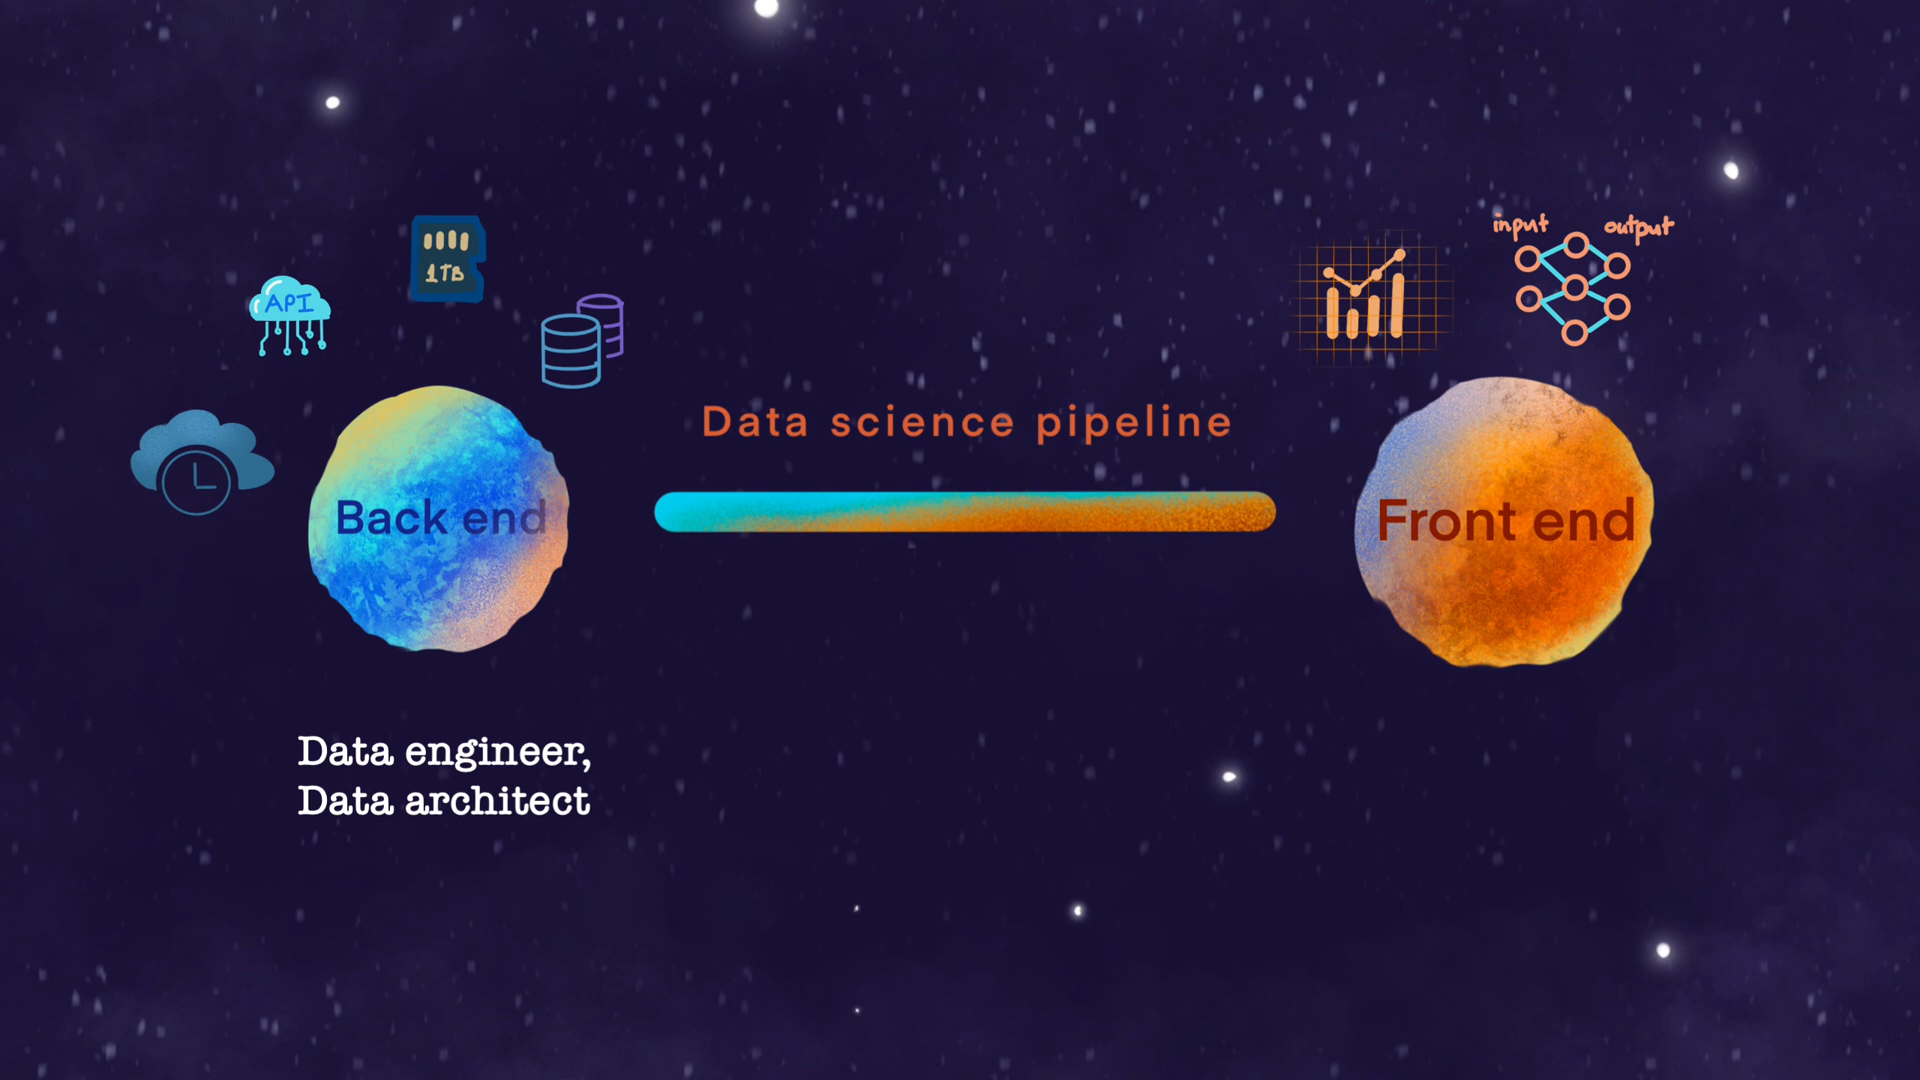 input
output
1TB
API
Data science pipeline
Back end
Front end
Data engineer,
Data architect